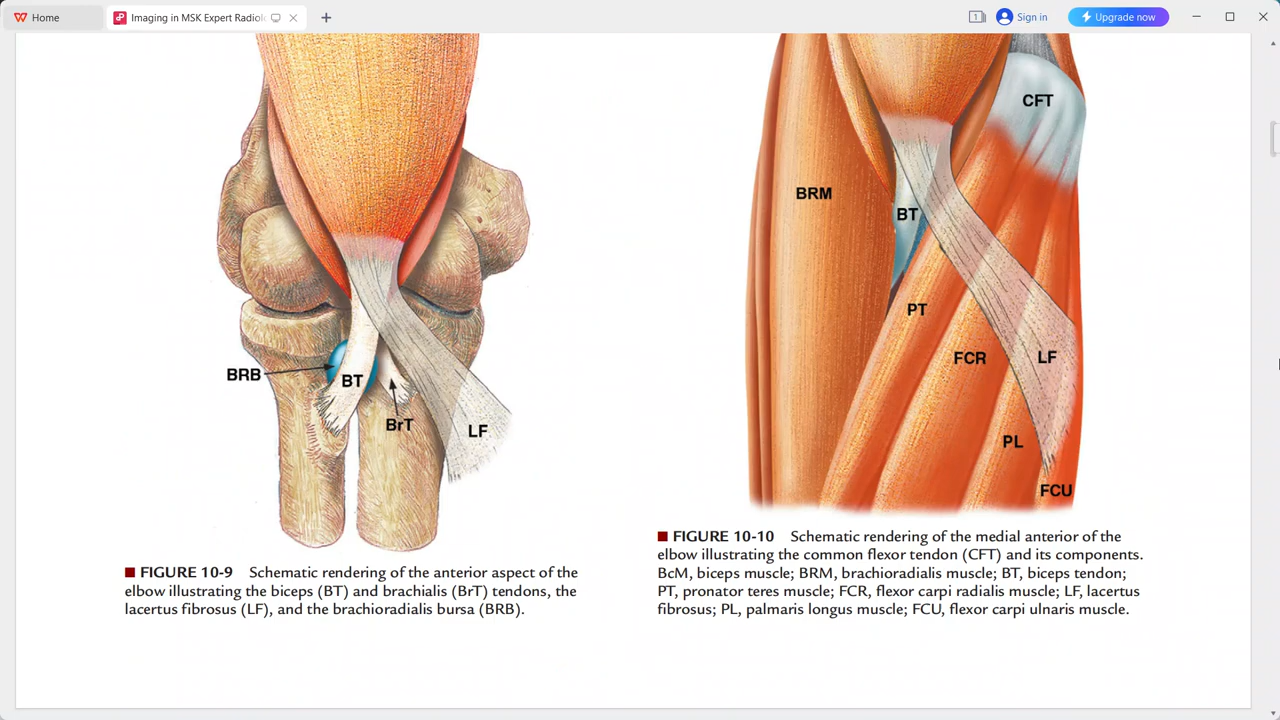 Home
Imaging in MSK Expert Radiol
1
Sign in
Upgrade now
BRB
BT
BrT
LF
■ FIGURE 10-9 Schematic rendering of the anterior aspect of the
elbow illustrating the biceps (BT) and brachialis (BrT) tendons, the
lacertus fibrosus (LF), and the brachioradialis bursa (BRB).
CFT
BRM
BT
PT
FCR
LF
PL
FCU
■ FIGURE 10-10 Schematic rendering of the medial anterior of the
elbow illustrating the common flexor tendon (CFT) and its components.
BcM, biceps muscle; BRM, brachioradialis muscle; BT, biceps tendon;
PT, pronator teres muscle; FCR, flexor carpi radialis muscle; LF, lacertus
fibrosus; PL, palmaris longus muscle; FCU, flexor carpi ulnaris muscle.